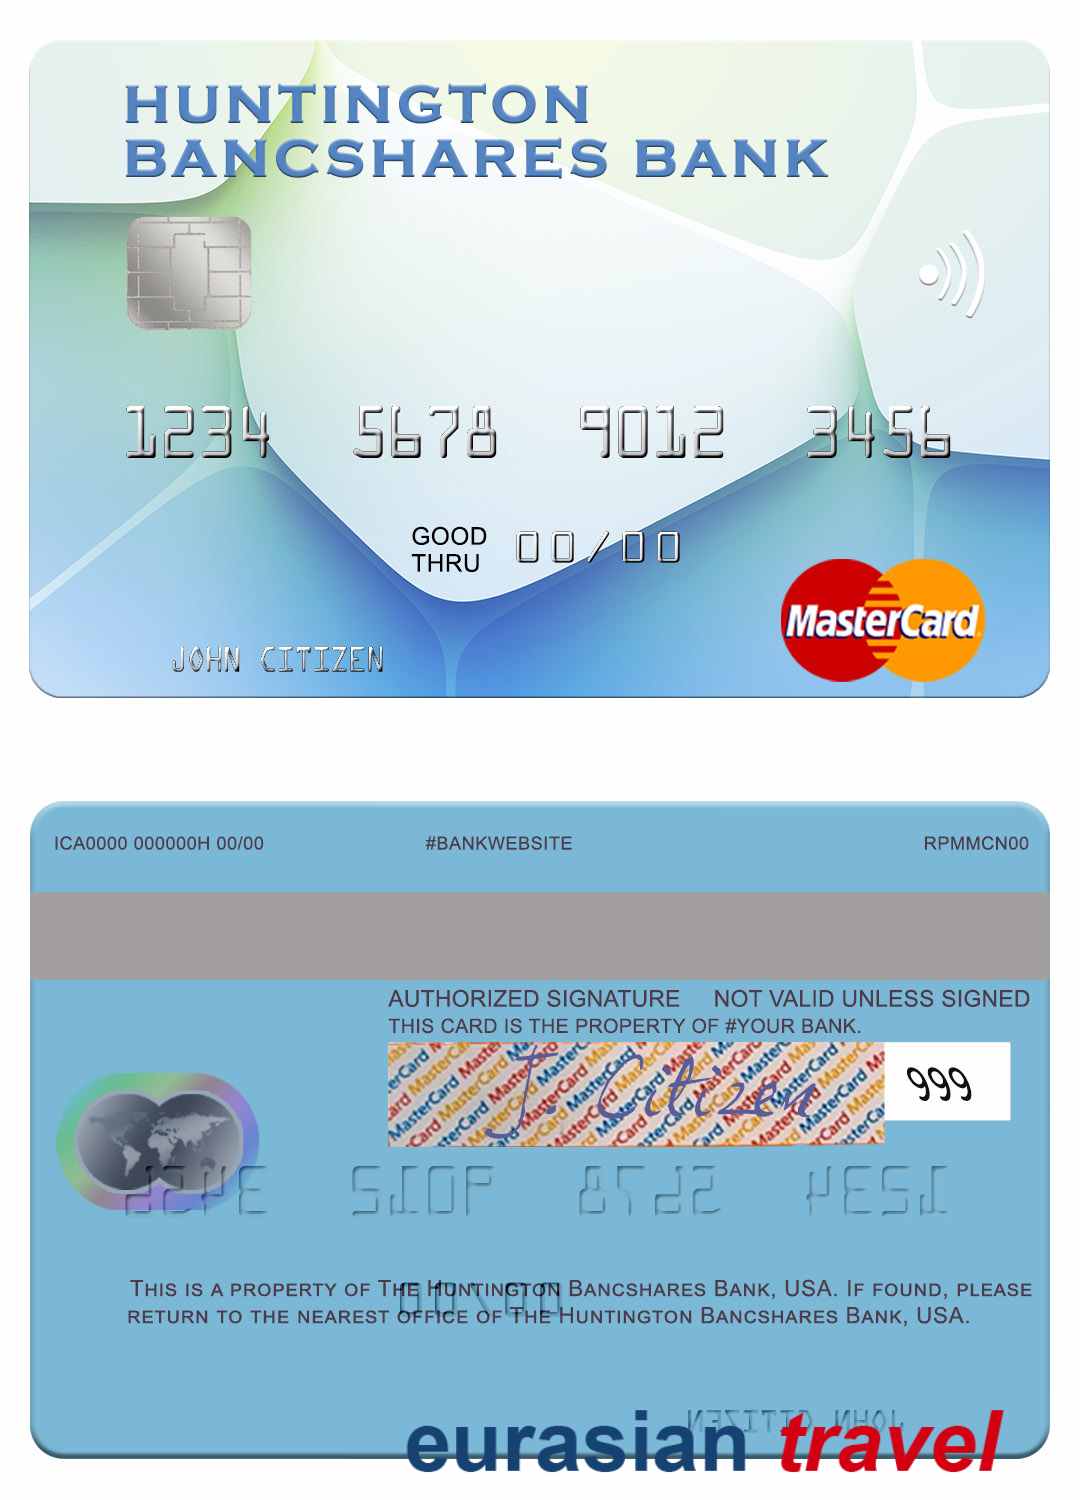 HUNTINGTON
BANCSHARES BANK
1234 5678 9012 3456
GOOD
THRU 00/00
MasterCard
JOHN CITIZEN
ICA0000 000000H 00/00 #BANKWEBSITE RPMMCN00
AUTHORIZED SIGNATURE NOT VALID UNLESS SIGNED
THIS CARD IS THE PROPERTY OF #YOUR BANK.
J. Citizen 999
THIS IS A PROPERTY OF THE HUNTINGTON BANCSHARES BANK, USA. IF FOUND, PLEASE
RETURN TO THE NEAREST OFFICE OF THE HUNTINGTON BANCSHARES BANK, USA.
eurasian travel